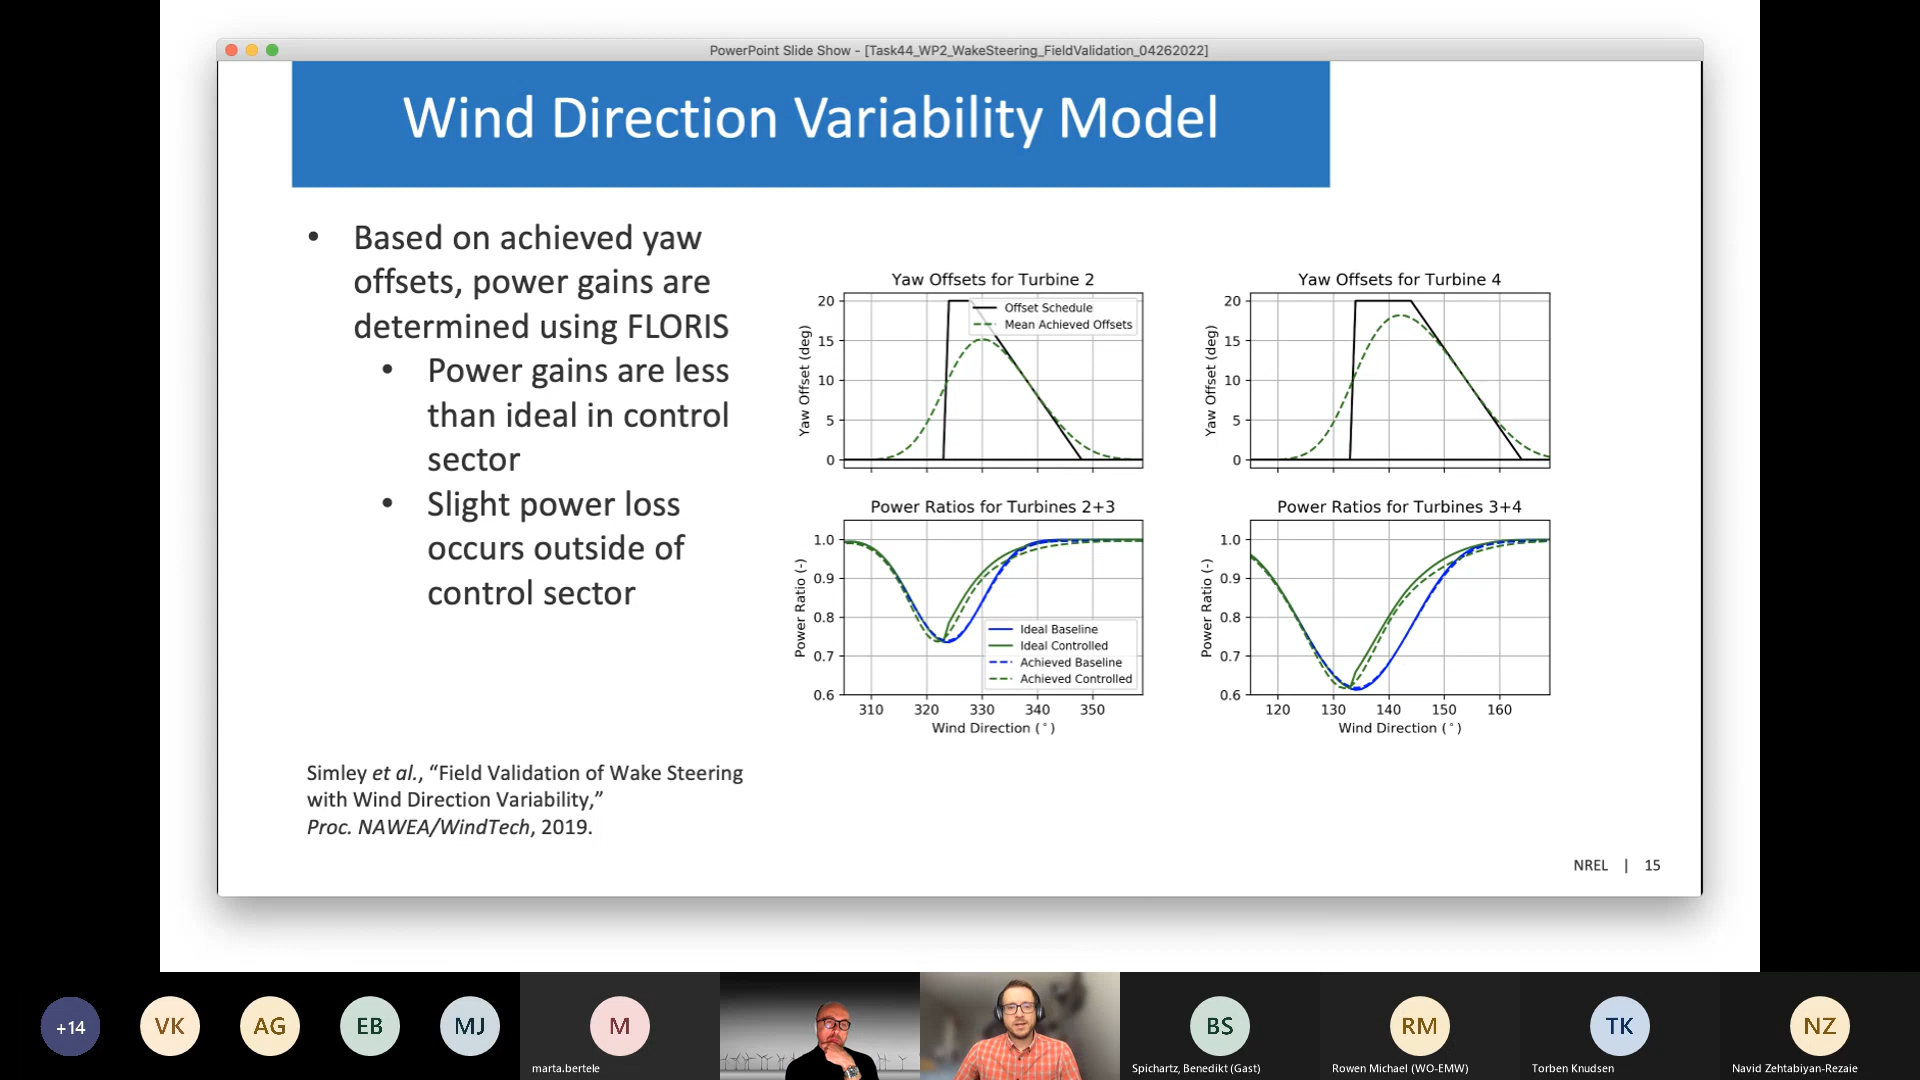 PowerPoint Slide Show - [Task44_WP2_WakeSteering_FieldValidation_04262022]
Wind Direction Variability Model
• Based on achieved yaw
offsets, power gains are
determined using FLORIS
• Power gains are less
than ideal in control
sector
• Slight power loss
occurs outside of
control sector
Yaw Offsets for Turbine 2
Yaw Offset (deg)
20
15
10
5
0
Offset Schedule
Mean Achieved Offsets
Yaw Offsets for Turbine 4
Yaw Offset (deg)
20
15
10
5
0
Power Ratios for Turbines 2+3
Power Ratio (-)
1.0
0.9
0.8
0.7
0.6
Ideal Baseline
Ideal Controlled
Achieved Baseline
Achieved Controlled
310 320 330 340 350
Wind Direction (°)
Power Ratios for Turbines 3+4
Power Ratio (-)
1.0
0.9
0.8
0.7
0.6
120 130 140 150 160
Wind Direction (°)
Simley et al., “Field Validation of Wake Steering
with Wind Direction Variability,”
Proc. NAWEA/WindTech, 2019.
NREL | 15
+14
VK
AG
EB
MJ
M
marta.bertele
BS
Spichartz, Benedikt (Gast)
RM
Rowen Michael (WO-EMW)
TK
Torben Knudsen
NZ
Navid Zehtabiyan-Rezaie